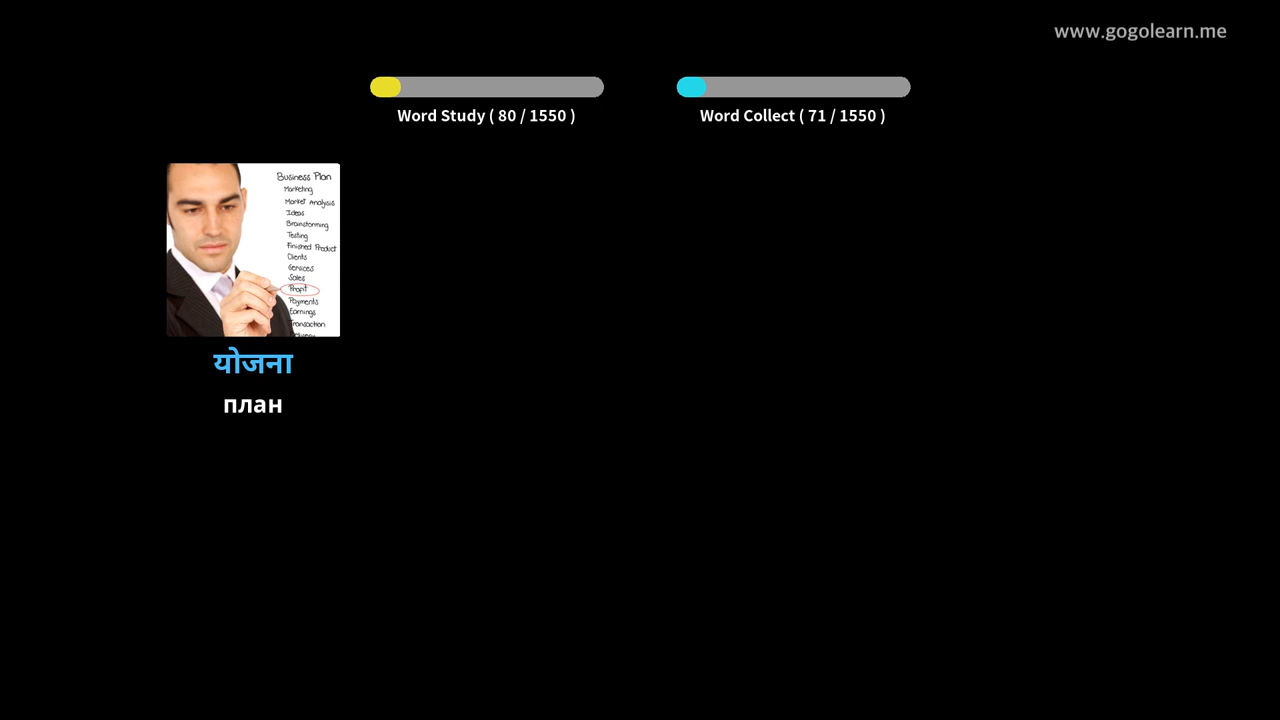 www.gogolearn.me
Word Study ( 80 / 1550 )
Word Collect ( 71 / 1550 )
Business Plan
Marketing
Market Analysis
Ideas
Brainstorming
Testing
Finished Product
Clients
Services
Sales
Profit
Payments
Earnings
Transaction
योजना
план